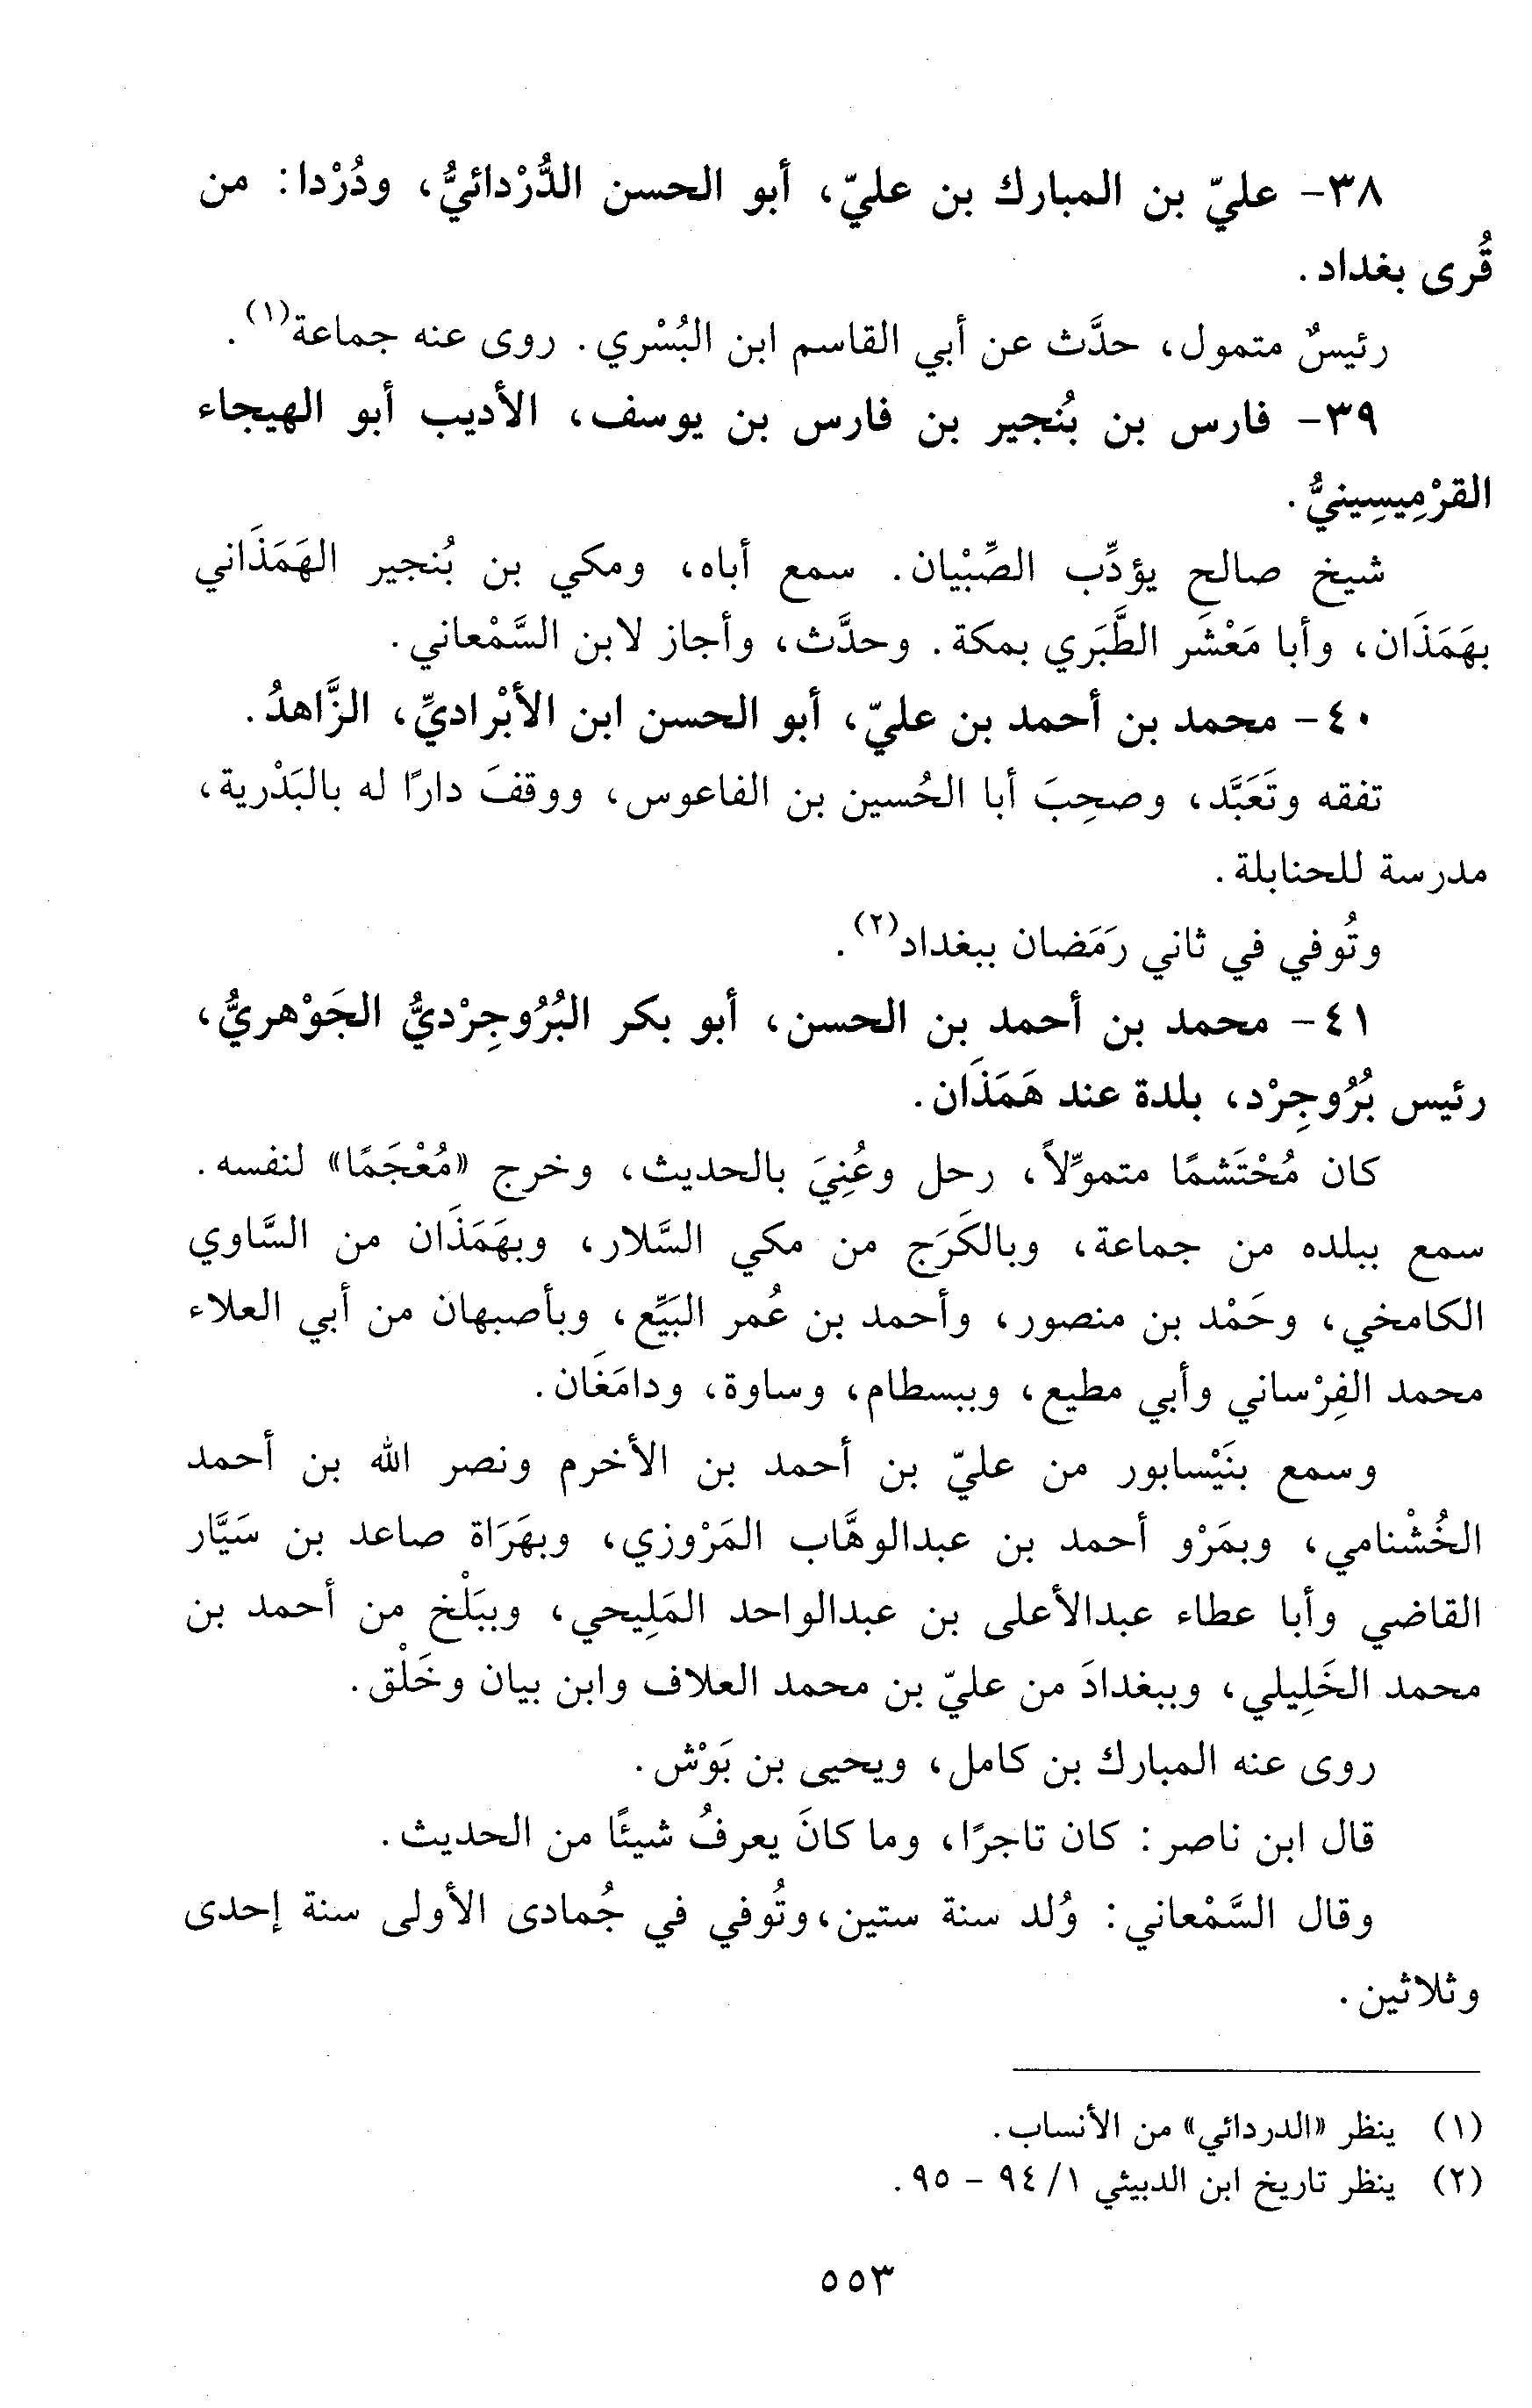 ٣٨- عليّ بن المبارك بن عليّ، أبو الحسن الدُّرْدائيُّ، ودُرْدا: من
قُرى بغداد.
رئيسٌ متمول، حدَّث عن أبي القاسم ابن البُسْري. روى عنه جماعة(١).
٣٩- فارس بن بُنجير بن فارس بن يوسف، الأديب أبو الهيجاء
القرْمِيسِينيُّ.
شيخ صالح يؤدِّب الصِّبْيان. سمع أباه، ومكي بن بُنجير الهَمَذَاني
بهَمَذَان، وأبا مَعْشَر الطَّبَري بمكة. وحدَّث، وأجاز لابن السَّمْعاني.
٤٠- محمد بن أحمد بن عليّ، أبو الحسن ابن الأبْراديِّ، الزَّاهدُ.
تفقه وتَعَبَّد، وصحِبَ أبا الحُسين بن الفاعوس، ووقفَ دارًا له بالبَدْرية،
مدرسة للحنابلة.
وتُوفي في ثاني رَمَضان ببغداد(٢).
٤١- محمد بن أحمد بن الحسن، أبو بكر البُرُوجِرْديُّ الجَوْهريُّ،
رئيس بُرُوجِرْد، بلدة عند هَمَذَان.
كان مُحْتَشمًا متموِّلاً، رحل وعُنِيَ بالحديث، وخرج «مُعْجَمًا» لنفسه.
سمع ببلده من جماعة، وبالكَرَج من مكي السَّلار، وبهَمَذَان من السَّاوي
الكامخي، وحَمْد بن منصور، وأحمد بن عُمر البَيِّع، وبأصبهان من أبي العلاء
محمد الفِرْساني وأبي مطيع، وببسطام، وساوة، ودامَغَان.
وسمع بنَيْسابور من عليّ بن أحمد بن الأخرم ونصر الله بن أحمد
الخُشْنامي، وبمَرْو أحمد بن عبدالوهَّاب المَرْوزي، وبهَرَاة صاعد بن سَيَّار
القاضي وأبا عطاء عبدالأعلى بن عبدالواحد المَلِيحي، وببَلْخ من أحمد بن
محمد الخَلِيلي، وببغدادَ من عليّ بن محمد العلاف وابن بيان وخَلْق.
روى عنه المبارك بن كامل، ويحيى بن بَوْش.
قال ابن ناصر: كان تاجرًا، وما كانَ يعرفُ شيئًا من الحديث.
وقال السَّمْعاني: وُلد سنة ستين،وتُوفي في جُمادى الأولى سنة إحدى
وثلاثين.
(١) ينظر «الدردائي» من الأنساب.
(٢) ينظر تاريخ ابن الدبيثي ١/ ٩٤ - ٩٥.
٥٥٣